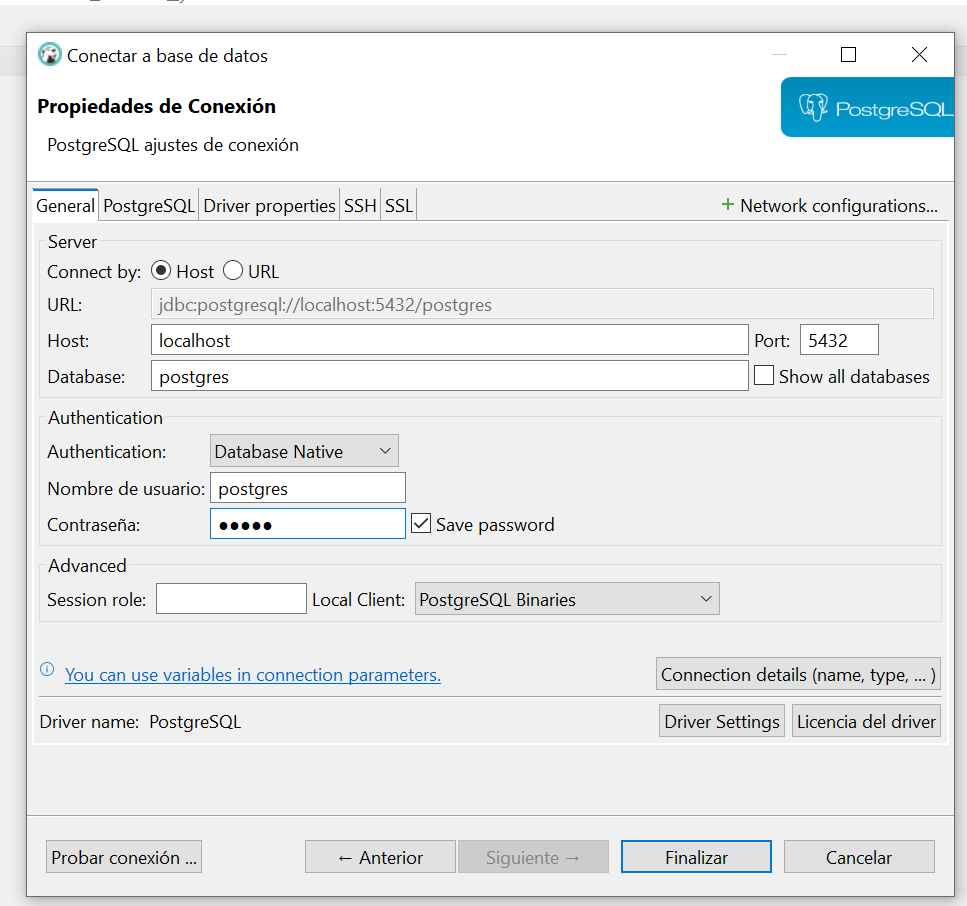 Conectar a base de datos
Propiedades de Conexión
PostgreSQL ajustes de conexión
PostgreSQL
General PostgreSQL Driver properties SSH SSL + Network configurations...
Server
Connect by: Host URL
URL: jdbc:postgresql://localhost:5432/postgres
Host: localhost Port: 5432
Database: postgres Show all databases
Authentication
Authentication: Database Native
Nombre de usuario: postgres
Contraseña: ●●●●● Save password
Advanced
Session role: Local Client: PostgreSQL Binaries
You can use variables in connection parameters.
Connection details (name, type, ... )
Driver name: PostgreSQL Driver Settings Licencia del driver
Probar conexión ... ← Anterior Siguiente → Finalizar Cancelar